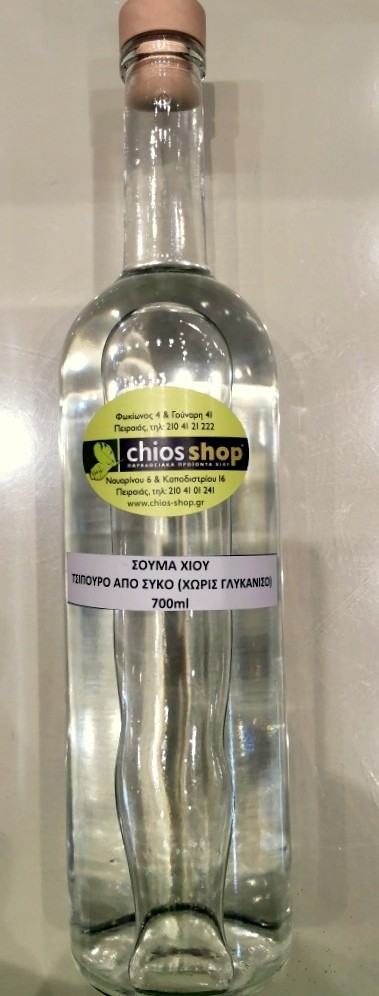 Φωκίωνος 4 & Γούναρη 41
Πειραιάς, τηλ: 210 41 21 222
chios shop
ΠΑΡΑΔΟΣΙΑΚΑ ΠΡΟΪΟΝΤΑ ΧΙΟΥ
Ναυαρίνου 6 & Καποδιστρίου 16
Πειραιάς, τηλ: 210 41 01 241
www.chios-shop.gr
ΣΟΥΜΑ ΧΙΟΥ
ΤΣΙΠΟΥΡΟ ΑΠΟ ΣΥΚΟ (ΧΩΡΙΣ ΓΛΥΚΑΝΙΣΟ)
700ml